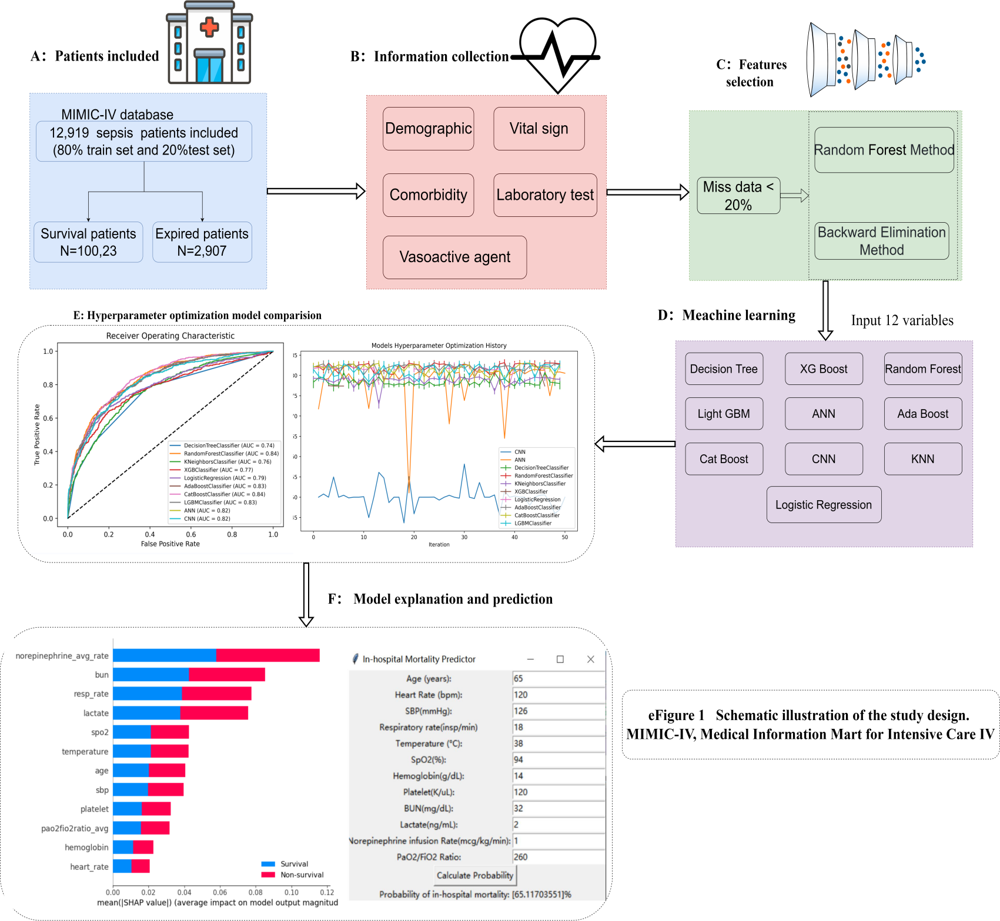 A: Patients included
MIMIC-IV database
12,919 sepsis patients included
(80% train set and 20%test set)
Survival patients
N=100,23
Expired patients
N=2,907
B: Information collection
Demographic
Vital sign
Comorbidity
Laboratory test
Vasoactive agent
C: Features
selection
Miss data <
20%
Random Forest Method
Backward Elimination
Method
D: Meachine learning
Input 12 variables
Decision Tree
XG Boost
Random Forest
Light GBM
ANN
Ada Boost
Cat Boost
CNN
KNN
Logistic Regression
E: Hyperparameter optimization model comparision
Receiver Operating Characteristic
True Positive Rate
1.0
0.8
0.6
0.4
0.2
0.0
DecisionTreeClassifier (AUC = 0.74)
RandomForestClassifier (AUC = 0.84)
KNeighborsClassifier (AUC = 0.76)
XGBClassifier (AUC = 0.77)
LogisticRegression (AUC = 0.79)
AdaBoostClassifier (AUC = 0.83)
CatBoostClassifier (AUC = 0.84)
LGBMClassifier (AUC = 0.83)
ANN (AUC = 0.82)
CNN (AUC = 0.82)
0.0 0.2 0.4 0.6 0.8 1.0
False Positive Rate
Models Hyperparameter Optimization History
CNN
ANN
DecisionTreeClassifier
RandomForestClassifier
KNeighborsClassifier
XGBClassifier
LogisticRegression
AdaBoostClassifier
CatBoostClassifier
LGBMClassifier
0 10 20 30 40 50
Iteration
F: Model explanation and prediction
norepinephrine_avg_rate
bun
resp_rate
lactate
spo2
temperature
age
sbp
platelet
pao2fio2ratio_avg
hemoglobin
heart_rate
Survival
Non-survival
0.00 0.02 0.04 0.06 0.08 0.10 0.12
mean(|SHAP value|) (average impact on model output magnitud
In-hospital Mortality Predictor
Age (years): 65
Heart Rate (bpm): 120
SBP(mmHg): 126
Respiratory rate(insp/min) 18
Temperature (°C): 38
SpO2(%): 94
Hemoglobin(g/dL): 14
Platelet(K/uL): 120
BUN(mg/dL): 32
Lactate(ng/mL): 2
Norepinephrine infusion Rate(mcg/kg/min): 1
PaO2/FiO2 Ratio: 260
Calculate Probability
Probability of in-hospital mortality: [65.11703551]%
eFigure 1 Schematic illustration of the study design.
MIMIC-IV, Medical Information Mart for Intensive Care IV